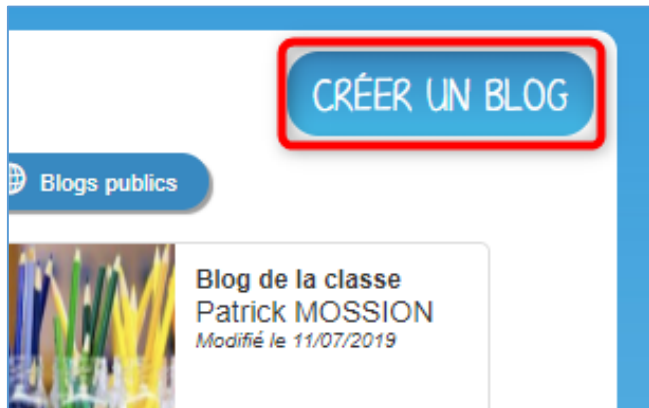 CRÉER UN BLOG
Blogs publics
Blog de la classe
Patrick MOSSION
Modifié le 11/07/2019